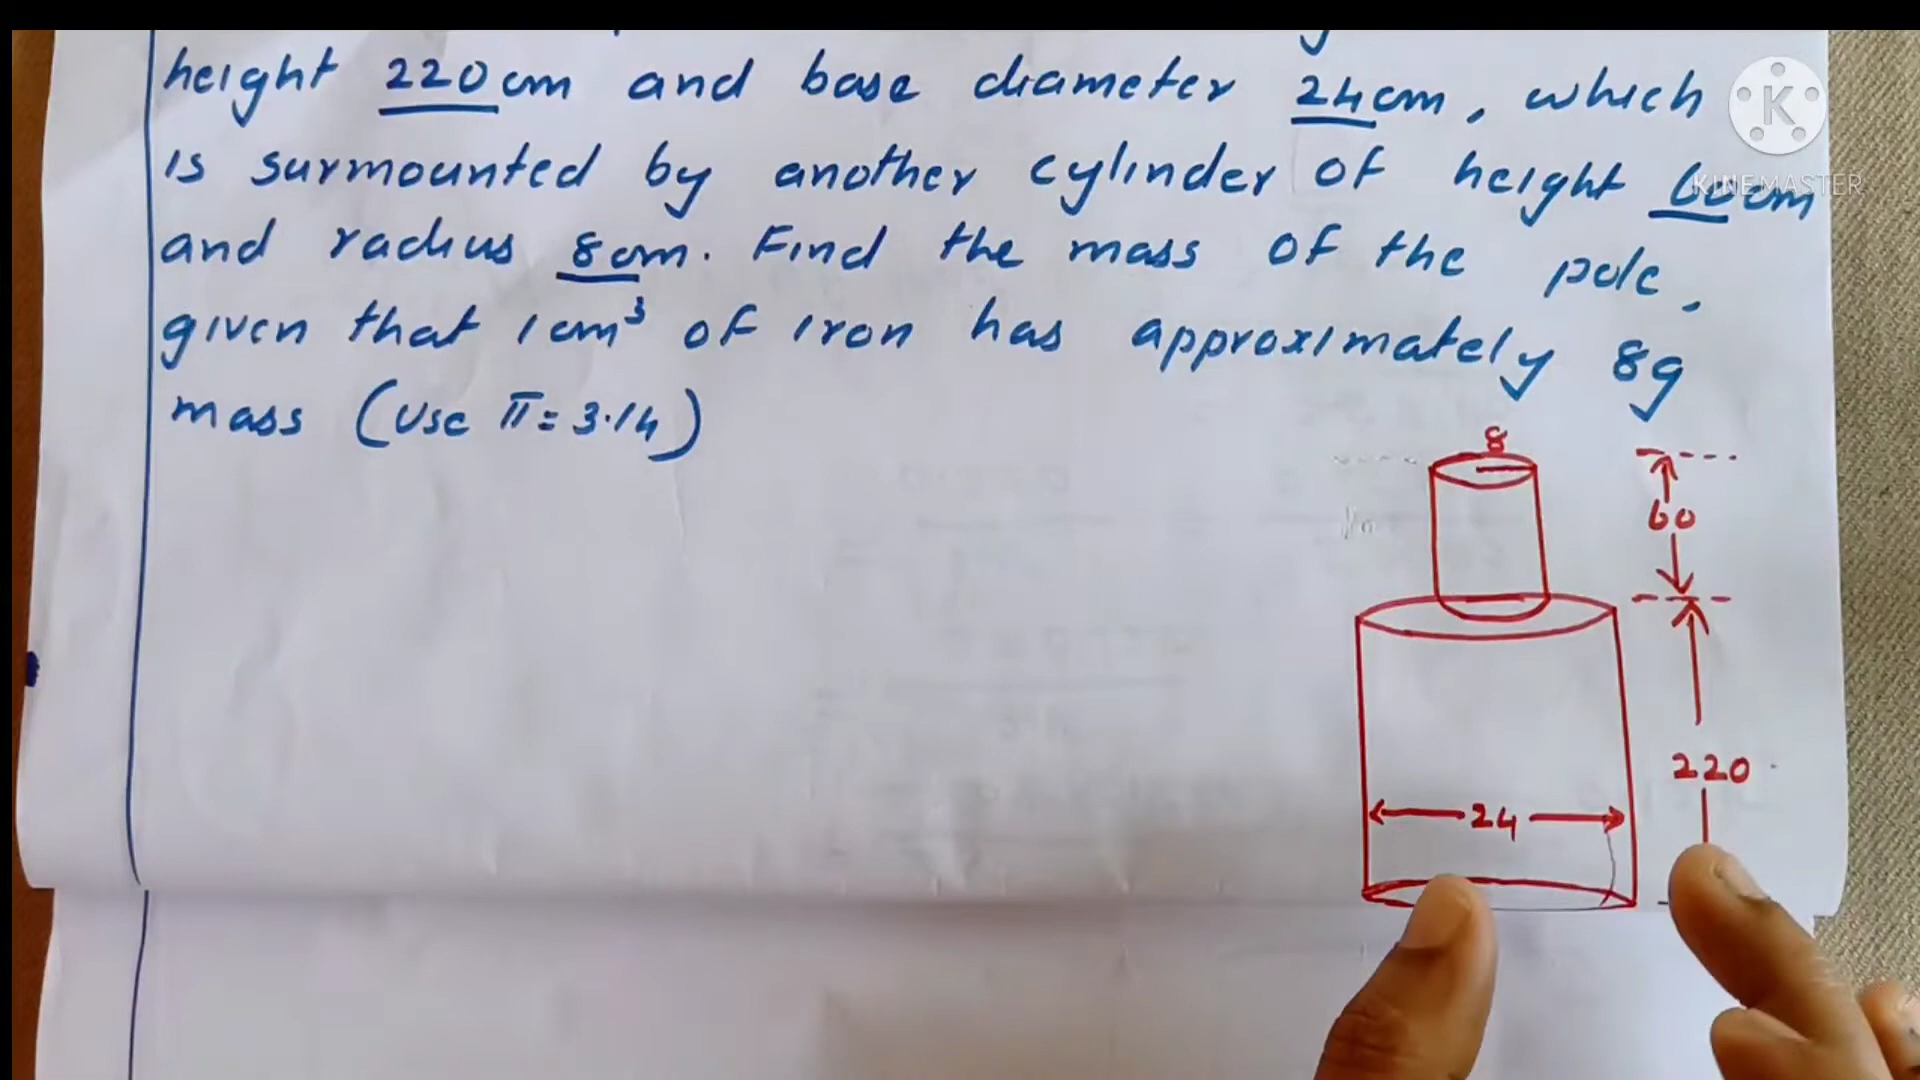 height 220cm and base diameter 24cm, which
is surmounted by another cylinder of height 60cm
and radius 8cm. Find the mass of the pole,
given that 1cm³ of iron has approximately 8g
mass (Use π = 3.14)
8
60
220
24
K
KINEMASTER